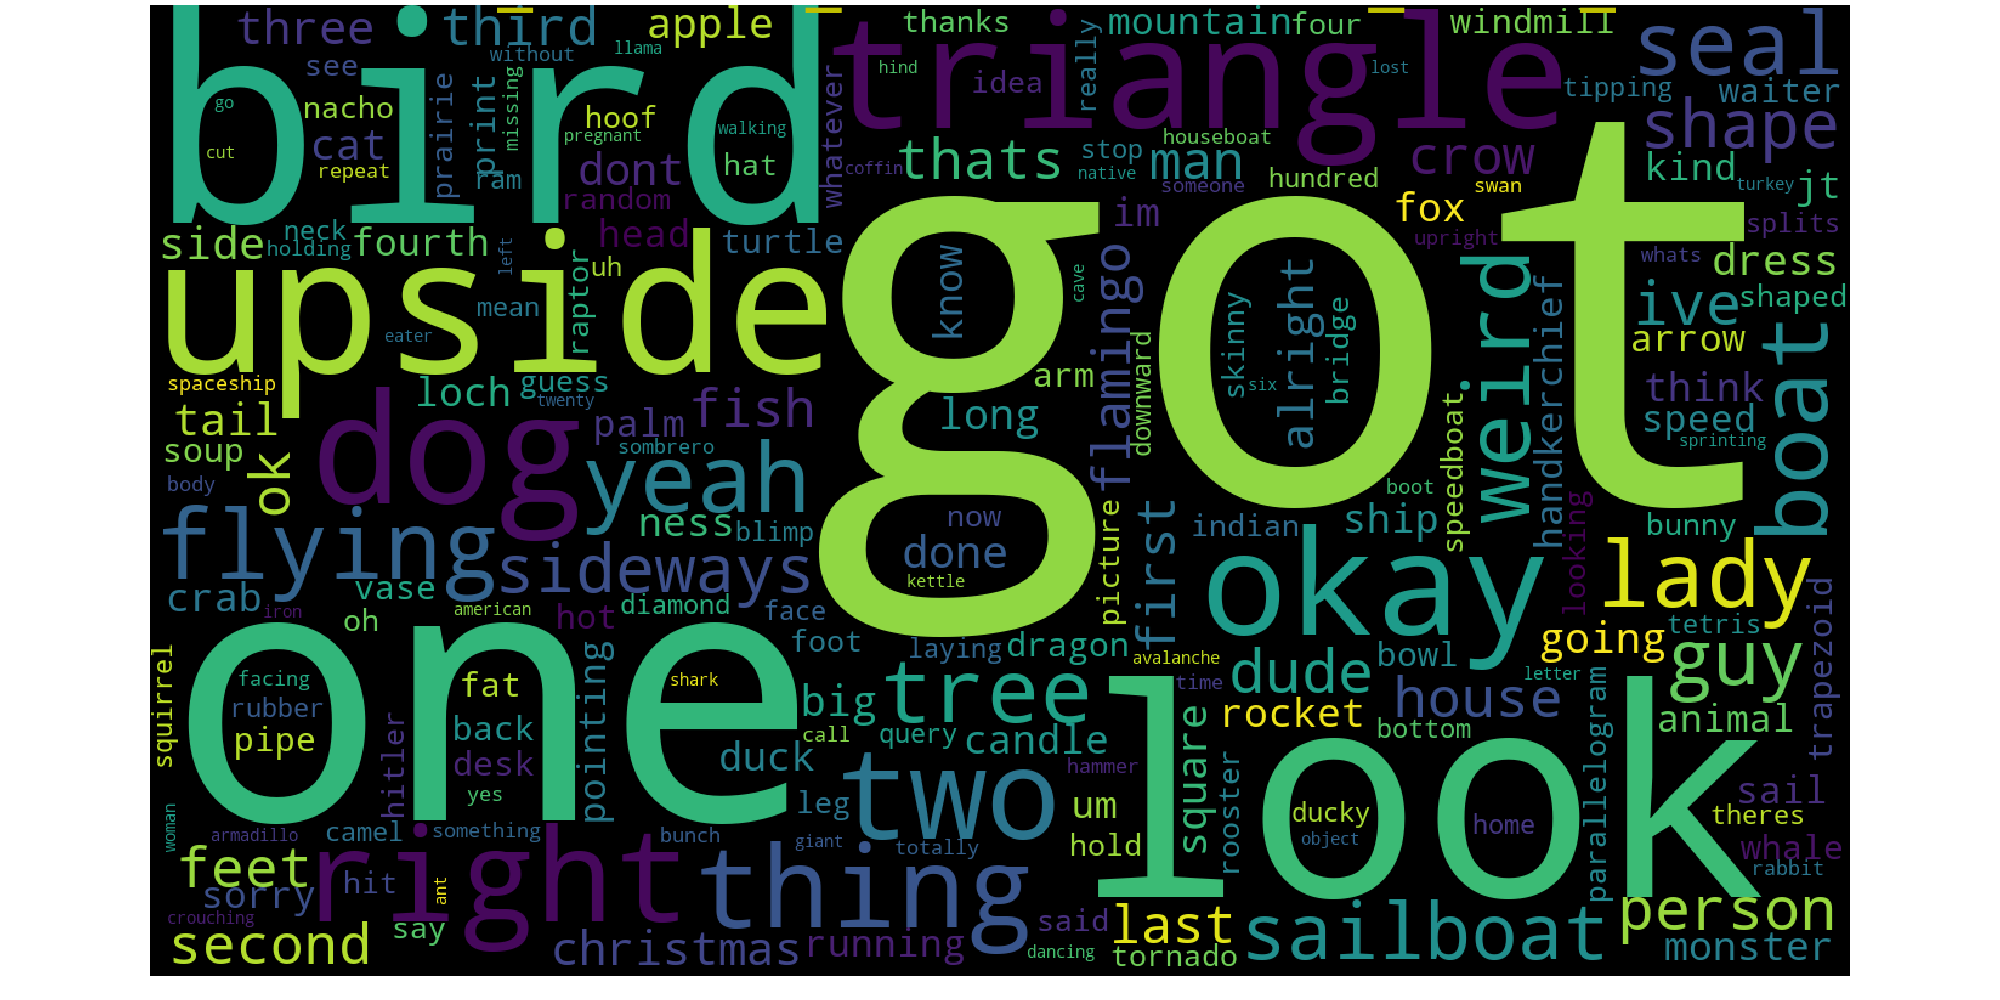 three third apple thanks mountain four windmill seal
bird triangle
see without llama hind idea really lost tipping waiter
go nacho prairie print missing hoof whatever shape
cut cat pregnant walking houseboat stop man crow
repeat ram dont hat coffin thats native someone hundred swan kind turkey jt
random im fox splits
side neck holding fourth left head turtle upright whats dress
upside got
uh raptor know cave flamingo alright weird ive shaped
mean eater skinny bridge handkerchief arrow boat
spaceship loch guess twenty arm downward six think
tail dog palm fish long speed
soup ok sombrero yeah speedboat sprinting
body boot
flying ness blimp now picture first indian ship looking bunny
sideways done okay lady
crab vase kettle
iron american hot diamond face
oh foot laying dragon going tetris trapezoid
one squirrel facing fat pointing shark avalanche dude bowl letter guy
rubber big tree time house parallelogram
pipe hitler back call query candle square rocket bottom animal
desk duck hammer look
yes leg two um rooster sail
woman armadillo camel something bunch giant totally hold ducky object home theres whale
feet right thing rabbit
sorry hit ant
crouching say said last person
second christmas running dancing tornado sailboat monster